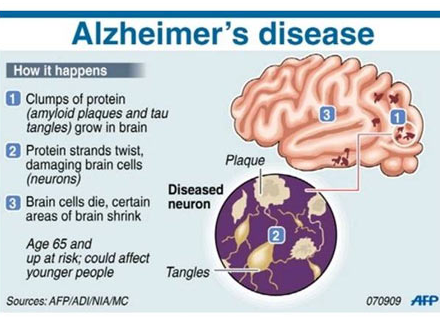 Alzheimer's disease
How it happens
1 Clumps of protein
(amyloid plaques and tau
tangles) grow in brain
2 Protein strands twist,
damaging brain cells
(neurons)
3 Brain cells die, certain
areas of brain shrink
Age 65 and
up at risk; could affect
younger people
3
1
Plaque
Diseased
neuron
2
Tangles
Sources: AFP/ADI/NIA/MC
070909 AFP